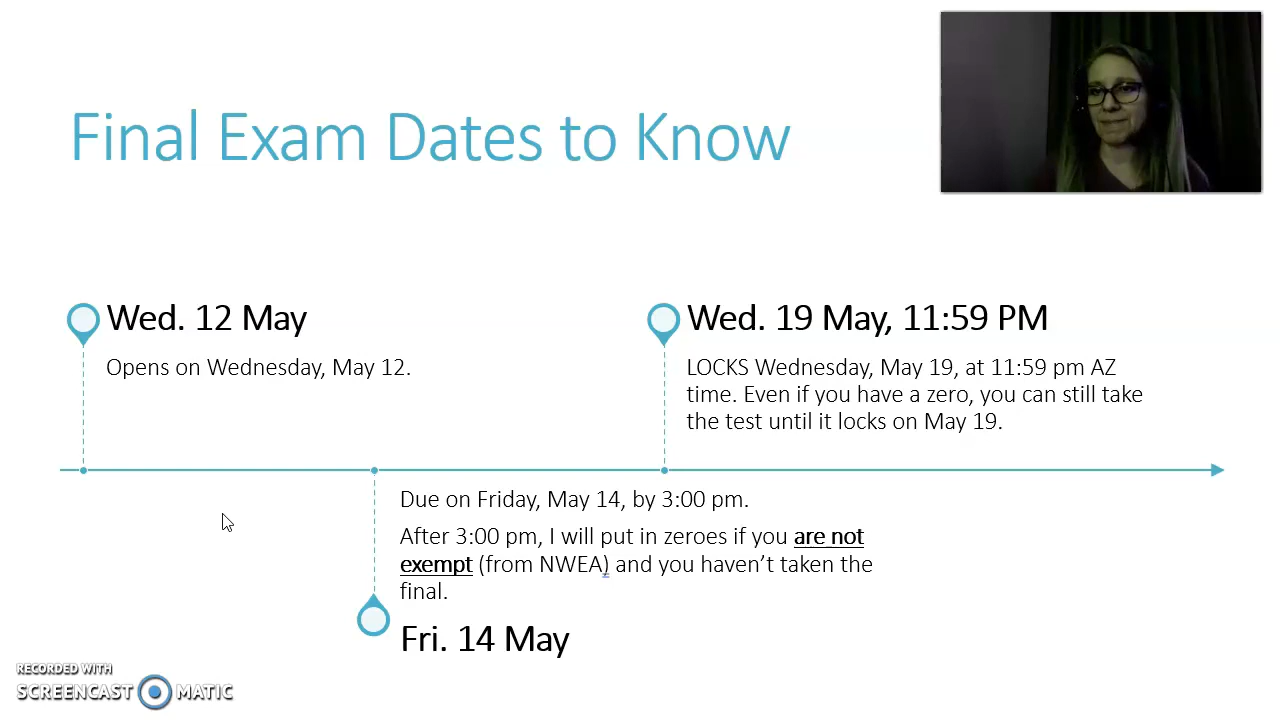 Final Exam Dates to Know
Wed. 12 May
Opens on Wednesday, May 12.
Wed. 19 May, 11:59 PM
LOCKS Wednesday, May 19, at 11:59 pm AZ
time. Even if you have a zero, you can still take
the test until it locks on May 19.
Due on Friday, May 14, by 3:00 pm.
After 3:00 pm, I will put in zeroes if you are not
exempt (from NWEA) and you haven't taken the
final.
Fri. 14 May
RECORDED WITH
SCREENCAST MATIC